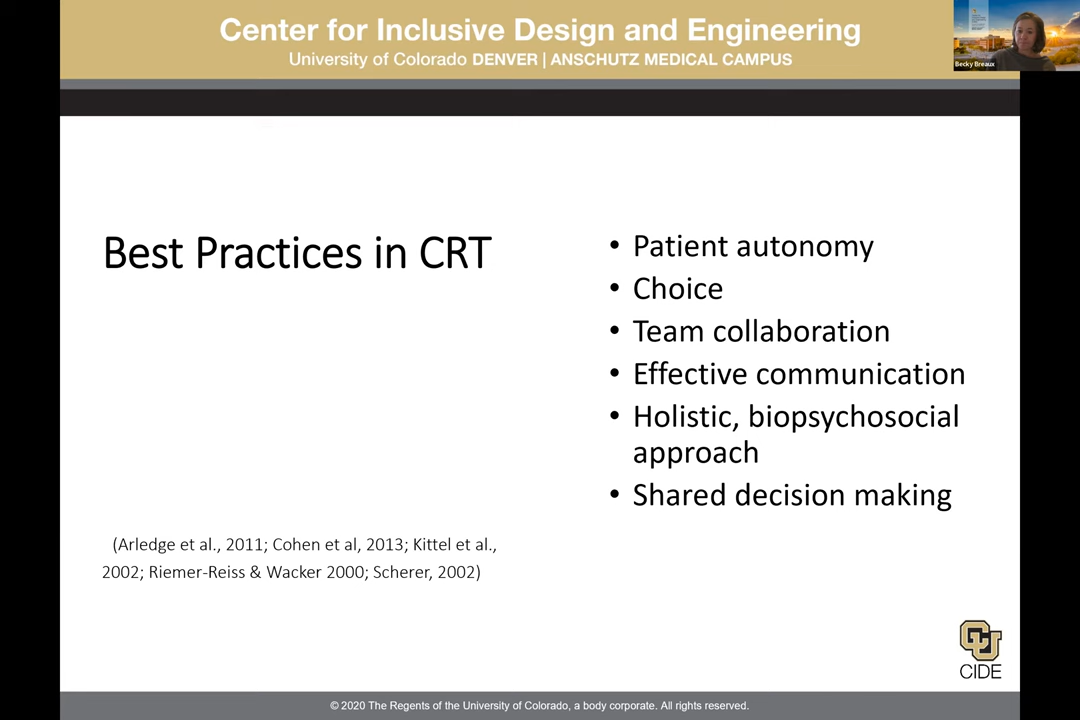 Center for Inclusive Design and Engineering
University of Colorado DENVER | ANSCHUTZ MEDICAL CAMPUS
Becky Breaux
Best Practices in CRT
• Patient autonomy
• Choice
• Team collaboration
• Effective communication
• Holistic, biopsychosocial
approach
• Shared decision making
(Arledge et al., 2011; Cohen et al, 2013; Kittel et al.,
2002; Riemer-Reiss & Wacker 2000; Scherer, 2002)
CU
CIDE
© 2020 The Regents of the University of Colorado, a body corporate. All rights reserved.